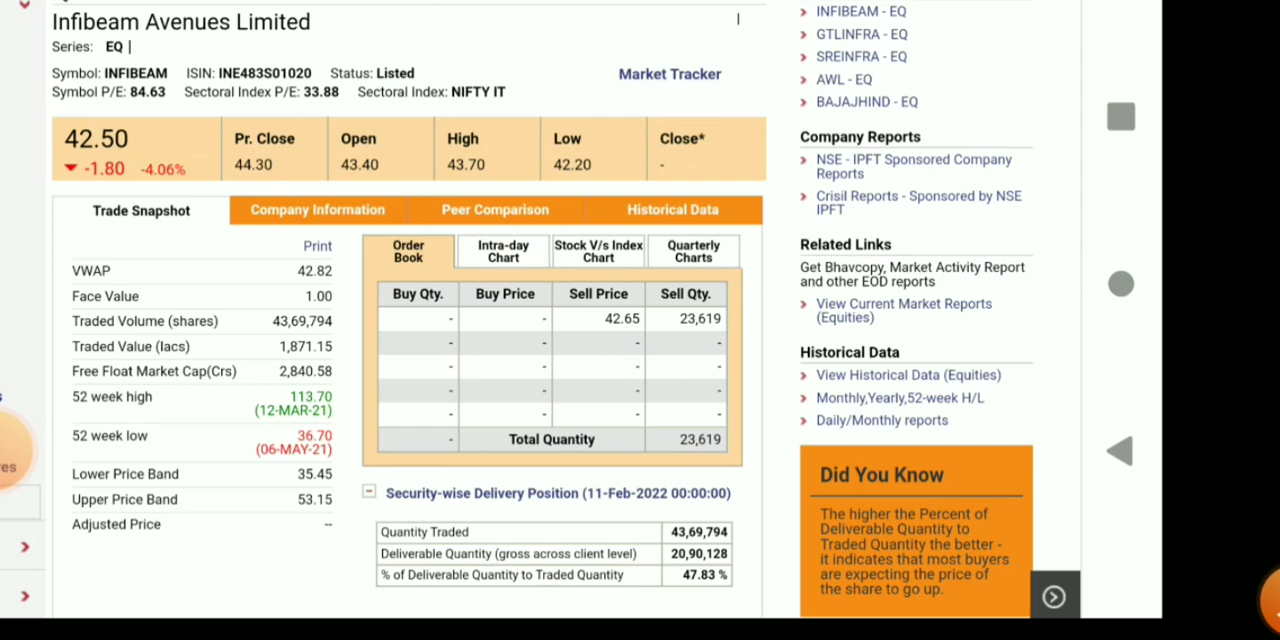 Infibeam Avenues Limited
Series: EQ |
Symbol: INFIBEAM ISIN: INE483S01020 Status: Listed
Symbol P/E: 84.63 Sectoral Index P/E: 33.88 Sectoral Index: NIFTY IT
Market Tracker
42.50 Pr. Close Open High Low Close*
-1.80 -4.06% 44.30 43.40 43.70 42.20 -
Trade Snapshot Company Information Peer Comparison Historical Data
Print
VWAP 42.82
Face Value 1.00
Traded Volume (shares) 43,69,794
Traded Value (lacs) 1,871.15
Free Float Market Cap(Crs) 2,840.58
52 week high 113.70
(12-MAR-21)
52 week low 36.70
(06-MAY-21)
Lower Price Band 35.45
Upper Price Band 53.15
Adjusted Price --
Order Book
Intra-day Chart
Stock V/s Index Chart
Quarterly Charts
Buy Qty. Buy Price Sell Price Sell Qty.
- - 42.65 23,619
- - - -
- - - -
- - - -
- - - -
- Total Quantity 23,619
Security-wise Delivery Position (11-Feb-2022 00:00:00)
Quantity Traded 43,69,794
Deliverable Quantity (gross across client level) 20,90,128
% of Deliverable Quantity to Traded Quantity 47.83 %
INFIBEAM - EQ
GTLINFRA - EQ
SREINFRA - EQ
AWL - EQ
BAJAJHIND - EQ
Company Reports
NSE - IPFT Sponsored Company
Reports
Crisil Reports - Sponsored by NSE
IPFT
Related Links
Get Bhavcopy, Market Activity Report
and other EOD reports
View Current Market Reports
(Equities)
Historical Data
View Historical Data (Equities)
Monthly,Yearly,52-week H/L
Daily/Monthly reports
Did You Know
The higher the Percent of
Deliverable Quantity to
Traded Quantity the better -
it indicates that most buyers
are expecting the price of
the share to go up.